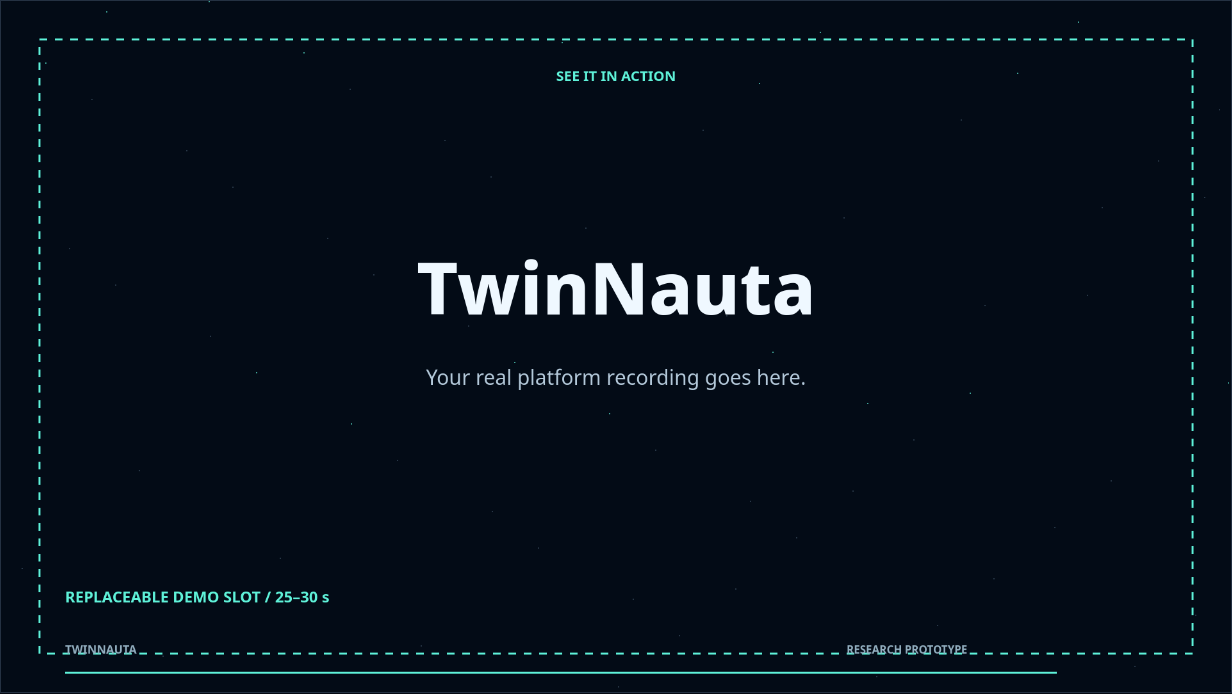 SEE IT IN ACTION
TwinNauta
Your real platform recording goes here.
REPLACEABLE DEMO SLOT / 25–30 s
TWINNAUTA
RESEARCH PROTOTYPE